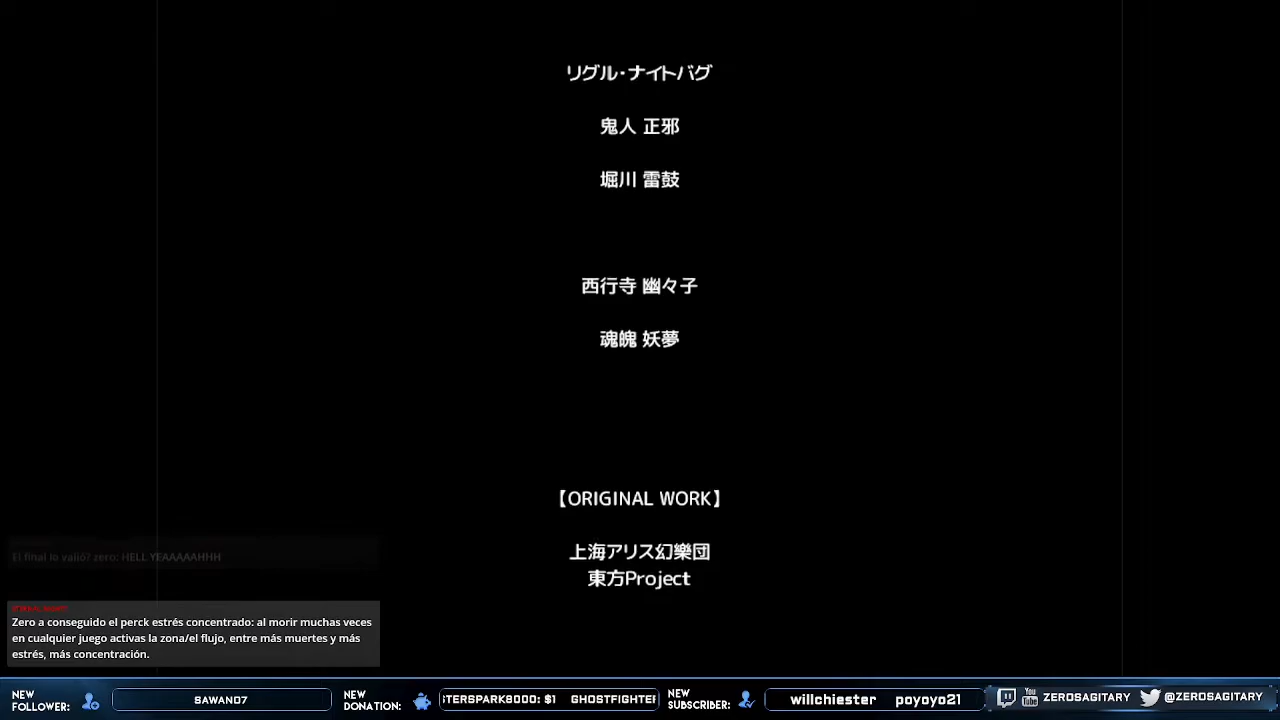 リグル・ナイトバグ
鬼人 正邪
堀川 雷鼓
西行寺 幽々子
魂魄 妖夢
【ORIGINAL WORK】
上海アリス幻樂団
東方Project
El final lo valió? zero: HELL YEAAAAAHHH
Zero a conseguido el perck estrés concentrado: al morir muchas veces
en cualquier juego activas la zona/el flujo, entre más muertes y más
estrés, más concentración.
NEW FOLLOWER:
SAWANO7
NEW DONATION:
STERSPARK8000: $1 GHOSTFIGHTER
NEW SUBSCRIBER:
willchiester poyoyo21
You Tube
ZEROSAGITARY
@ZEROSAGITARY